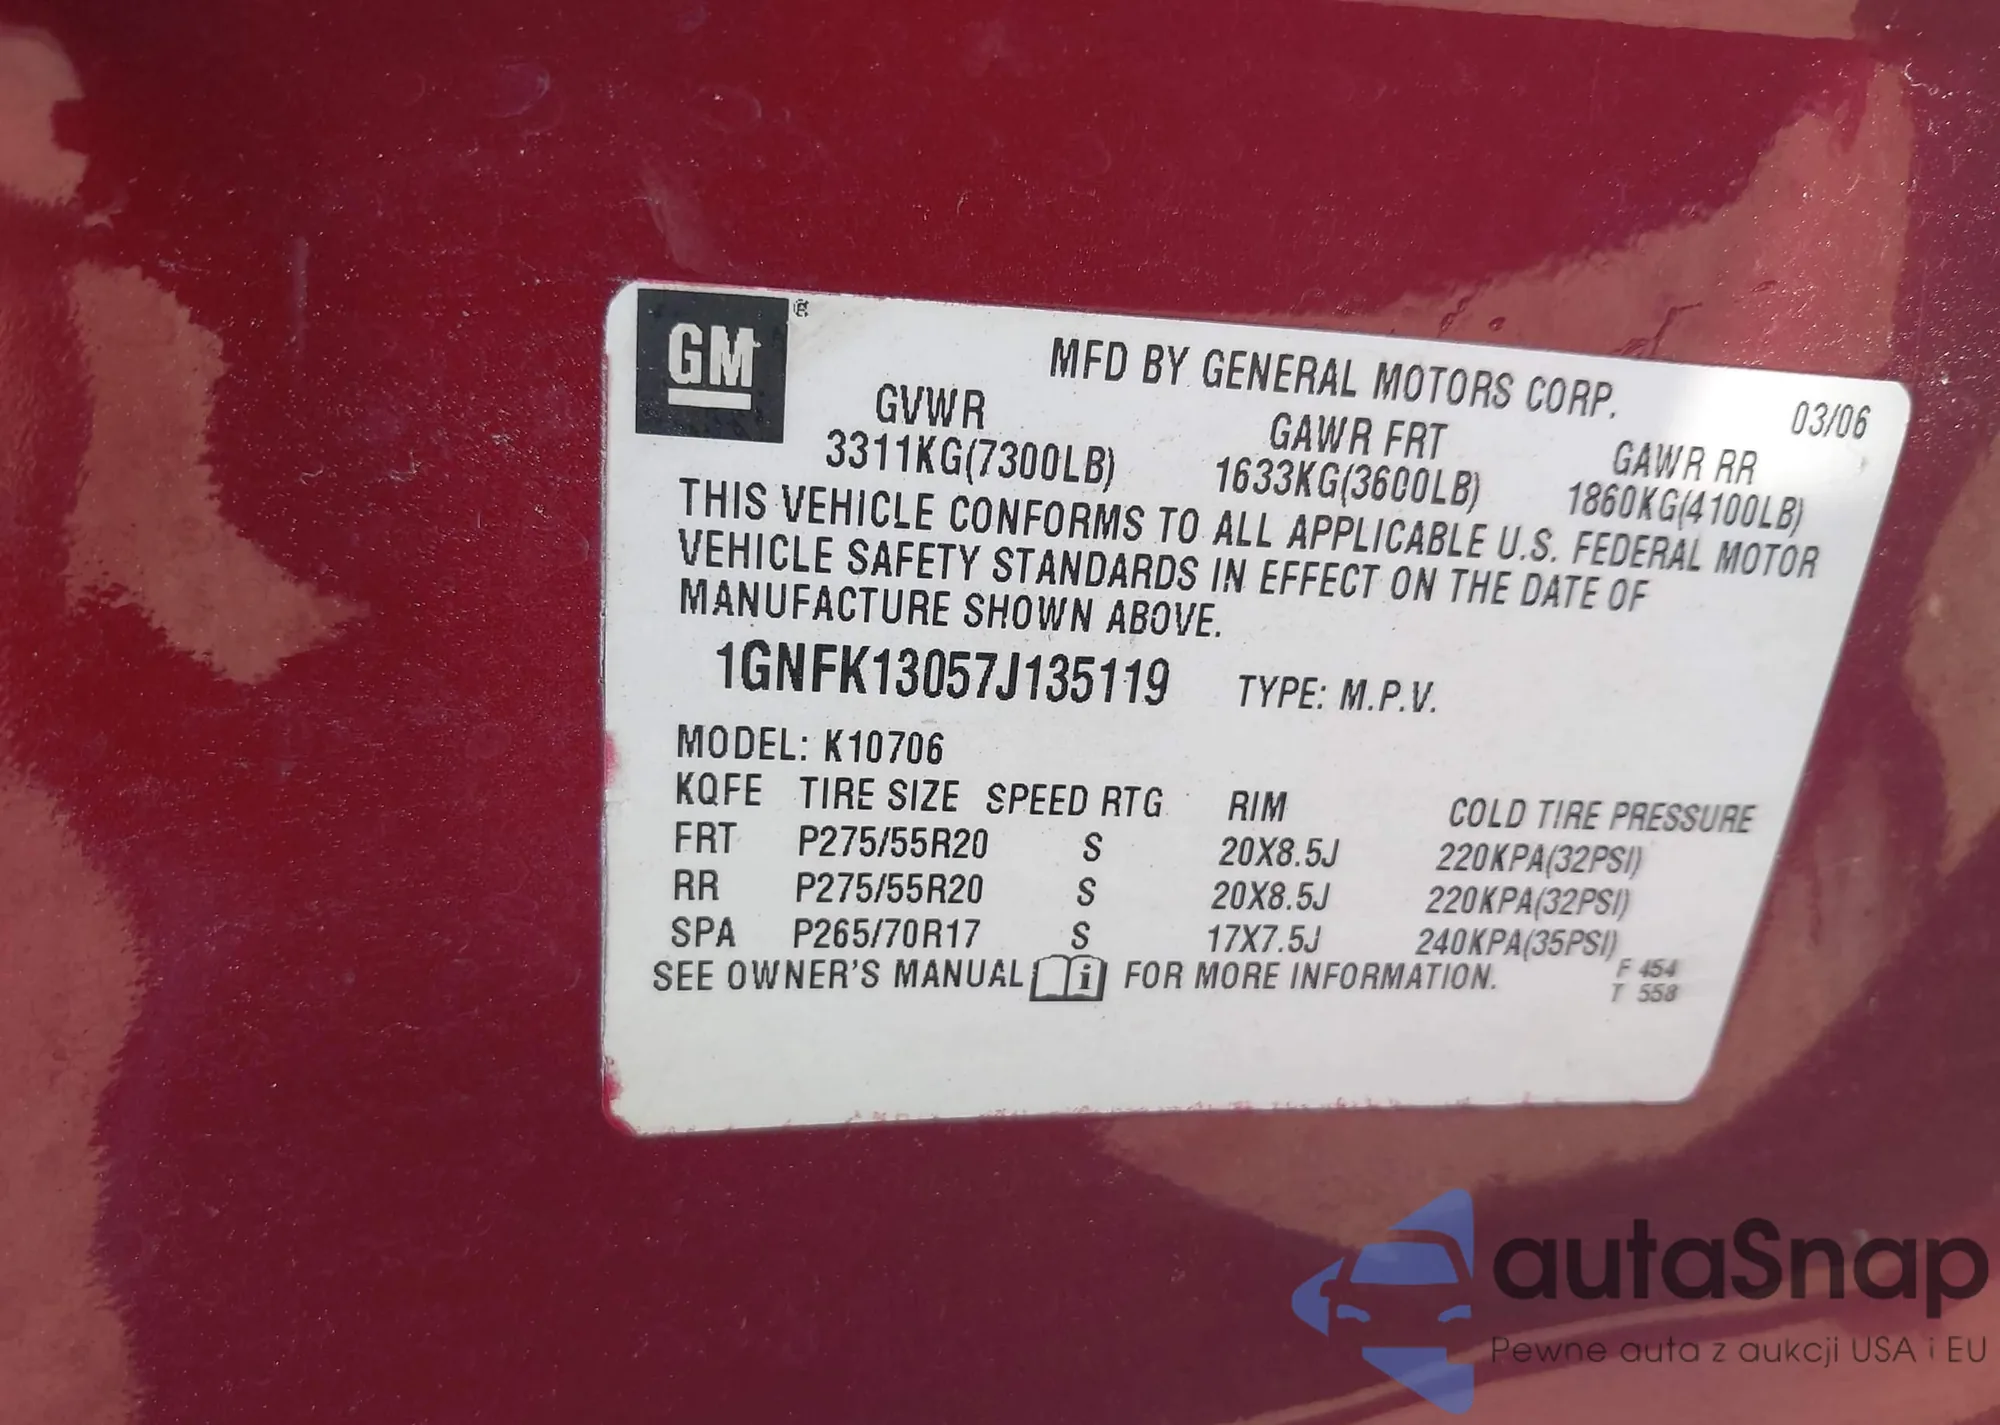 GM
MFD BY GENERAL MOTORS CORP.
03/06
GVWR GAWR FRT GAWR RR
3311KG(7300LB) 1633KG(3600LB) 1860KG(4100LB)
THIS VEHICLE CONFORMS TO ALL APPLICABLE U.S. FEDERAL MOTOR
VEHICLE SAFETY STANDARDS IN EFFECT ON THE DATE OF
MANUFACTURE SHOWN ABOVE.
1GNFK13057J135119 TYPE: M.P.V.
MODEL: K10706
KQFE TIRE SIZE SPEED RTG RIM COLD TIRE PRESSURE
FRT P275/55R20 S 20X8.5J 220KPA(32PSI)
RR P275/55R20 S 20X8.5J 220KPA(32PSI)
SPA P265/70R17 S 17X7.5J 240KPA(35PSI)
SEE OWNER'S MANUAL i FOR MORE INFORMATION.
F 454
T 558
autaSnap
Pewne auta z aukcji USA i EU